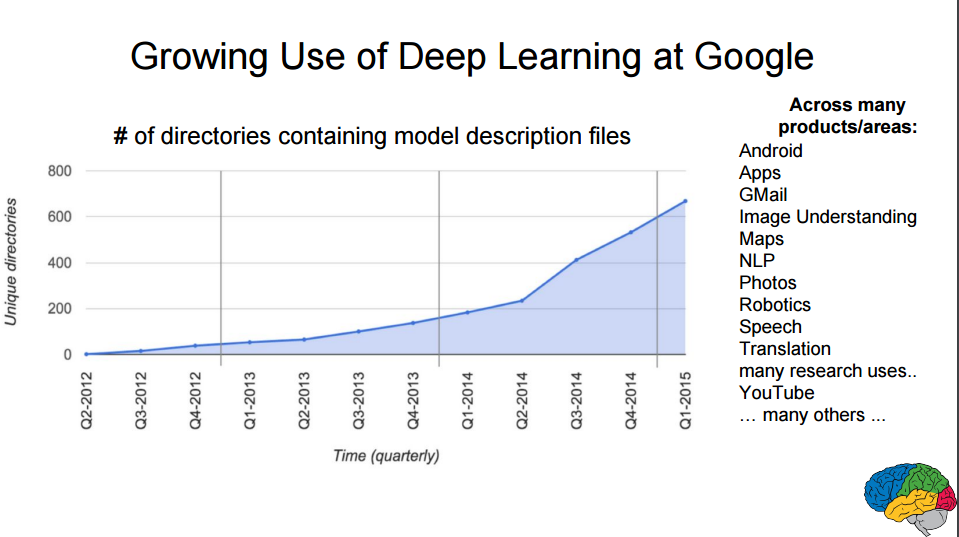 Growing Use of Deep Learning at Google
# of directories containing model description files
Unique directories
800
600
400
200
0
Q2-2012
Q3-2012
Q4-2012
Q1-2013
Q2-2013
Q3-2013
Q4-2013
Q1-2014
Q2-2014
Q3-2014
Q4-2014
Q1-2015
Time (quarterly)
Across many
products/areas:
Android
Apps
GMail
Image Understanding
Maps
NLP
Photos
Robotics
Speech
Translation
many research uses..
YouTube
… many others ...